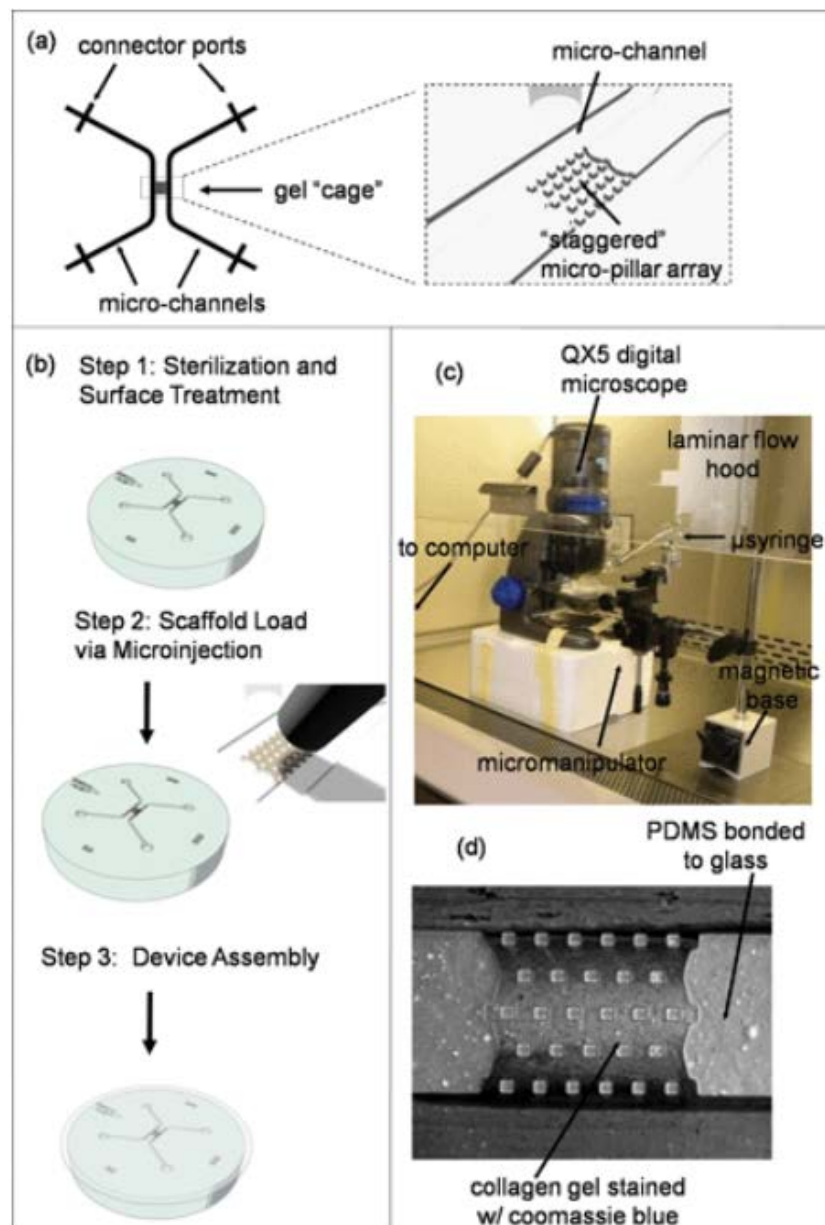 (a)
connector ports
micro-channel
gel “cage”
“staggered”
micro-pillar array
micro-channels
(b)
Step 1: Sterilization and
Surface Treatment
Step 2: Scaffold Load
via Microinjection
Step 3: Device Assembly
(c)
QX5 digital
microscope
laminar flow
hood
to computer
µsyringe
magnetic
base
micromanipulator
(d)
PDMS bonded
to glass
collagen gel stained
w/ coomassie blue